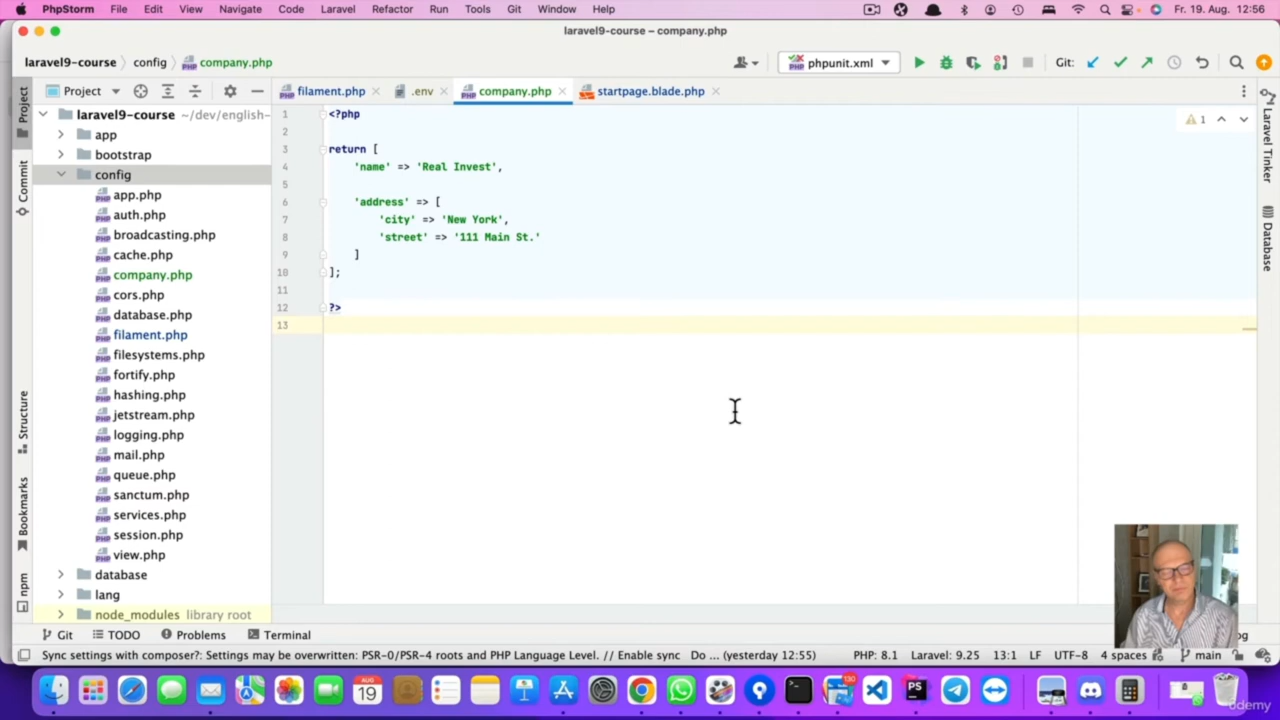 PhpStorm File Edit View Navigate Code Laravel Refactor Run Tools Git Window Help Fr. 19. Aug. 12:56
laravel9-course – company.php
laravel9-course config company.php phpunit.xml Git:
Project filament.php .env company.php startpage.blade.php
Project
Commit
Structure
Bookmarks
npm
laravel9-course ~/dev/english-
app
bootstrap
config
app.php
auth.php
broadcasting.php
cache.php
company.php
cors.php
database.php
filament.php
filesystems.php
fortify.php
hashing.php
jetstream.php
logging.php
mail.php
queue.php
sanctum.php
services.php
session.php
view.php
database
lang
node_modules library root
1 <?php
2
3 return [
4 'name' => 'Real Invest',
5
6 'address' => [
7 'city' => 'New York',
8 'street' => '111 Main St.'
9 ]
10 ];
11
12 ?>
13
1
Laravel Tinker
Database
Git TODO Problems Terminal og
Sync settings with composer?: Settings may be overwritten: PSR-0/PSR-4 roots and PHP Language Level. // Enable sync Do ... (yesterday 12:55) PHP: 8.1 Laravel: 9.25 13:1 LF UTF-8 4 spaces main
AUG
19
130
PS
udemy